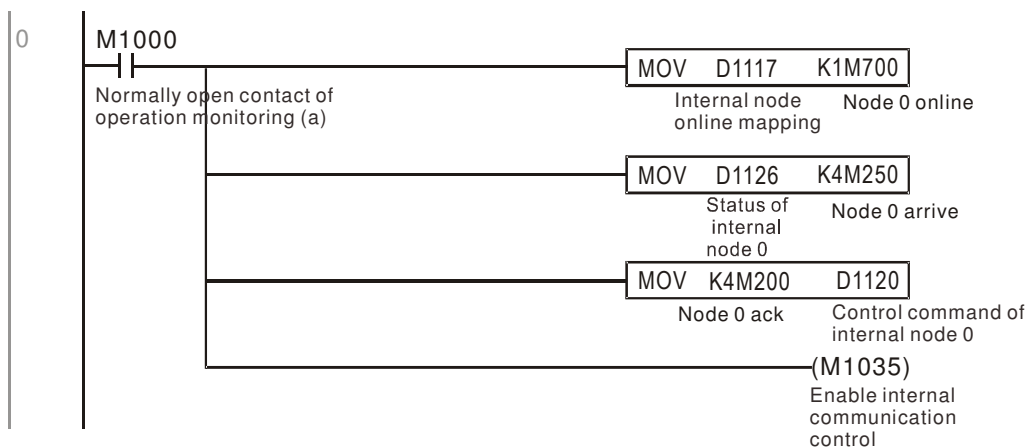 0
M1000
Normally open contact of
operation monitoring (a)
MOV D1117 K1M700
Internal node
online mapping
Node 0 online
MOV D1126 K4M250
Status of
internal
node 0
Node 0 arrive
MOV K4M200 D1120
Node 0 ack
Control command of
internal node 0
(M1035)
Enable internal
communication
control